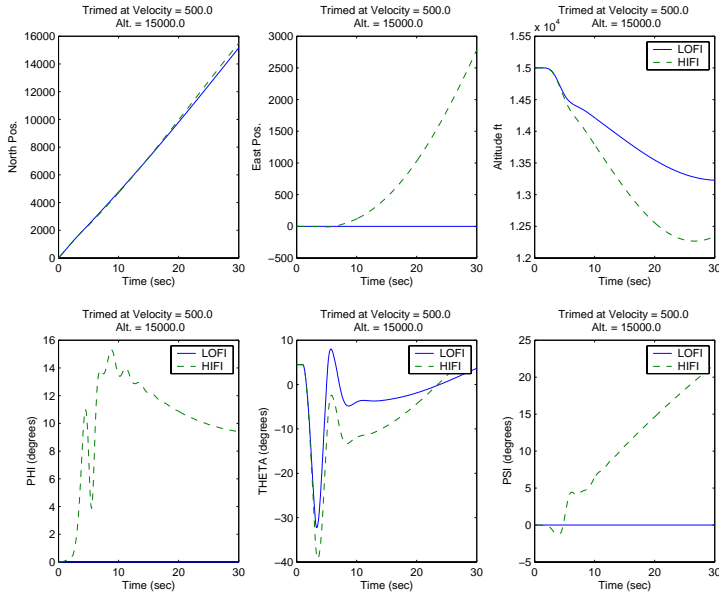 Trimed at Velocity = 500.0
Alt. = 15000.0
16000
14000
12000
10000
8000
6000
4000
2000
0
North Pos.
0 10 20 30
Time (sec)
Trimed at Velocity = 500.0
Alt. = 15000.0
3000
2500
2000
1500
1000
500
0
−500
East Pos.
0 10 20 30
Time (sec)
Trimed at Velocity = 500.0
Alt. = 15000.0
x 10^4
1.55
1.5
1.45
1.4
1.35
1.3
1.25
1.2
Altitude ft
LOFI
HIFI
0 10 20 30
Time (sec)
Trimed at Velocity = 500.0
Alt. = 15000.0
16
14
12
10
8
6
4
2
0
PHI (degrees)
LOFI
HIFI
0 10 20 30
Time (sec)
Trimed at Velocity = 500.0
Alt. = 15000.0
10
0
−10
−20
−30
−40
THETA (degrees)
LOFI
HIFI
0 10 20 30
Time (sec)
Trimed at Velocity = 500.0
Alt. = 15000.0
25
20
15
10
5
0
−5
PSI (degrees)
LOFI
HIFI
0 10 20 30
Time (sec)